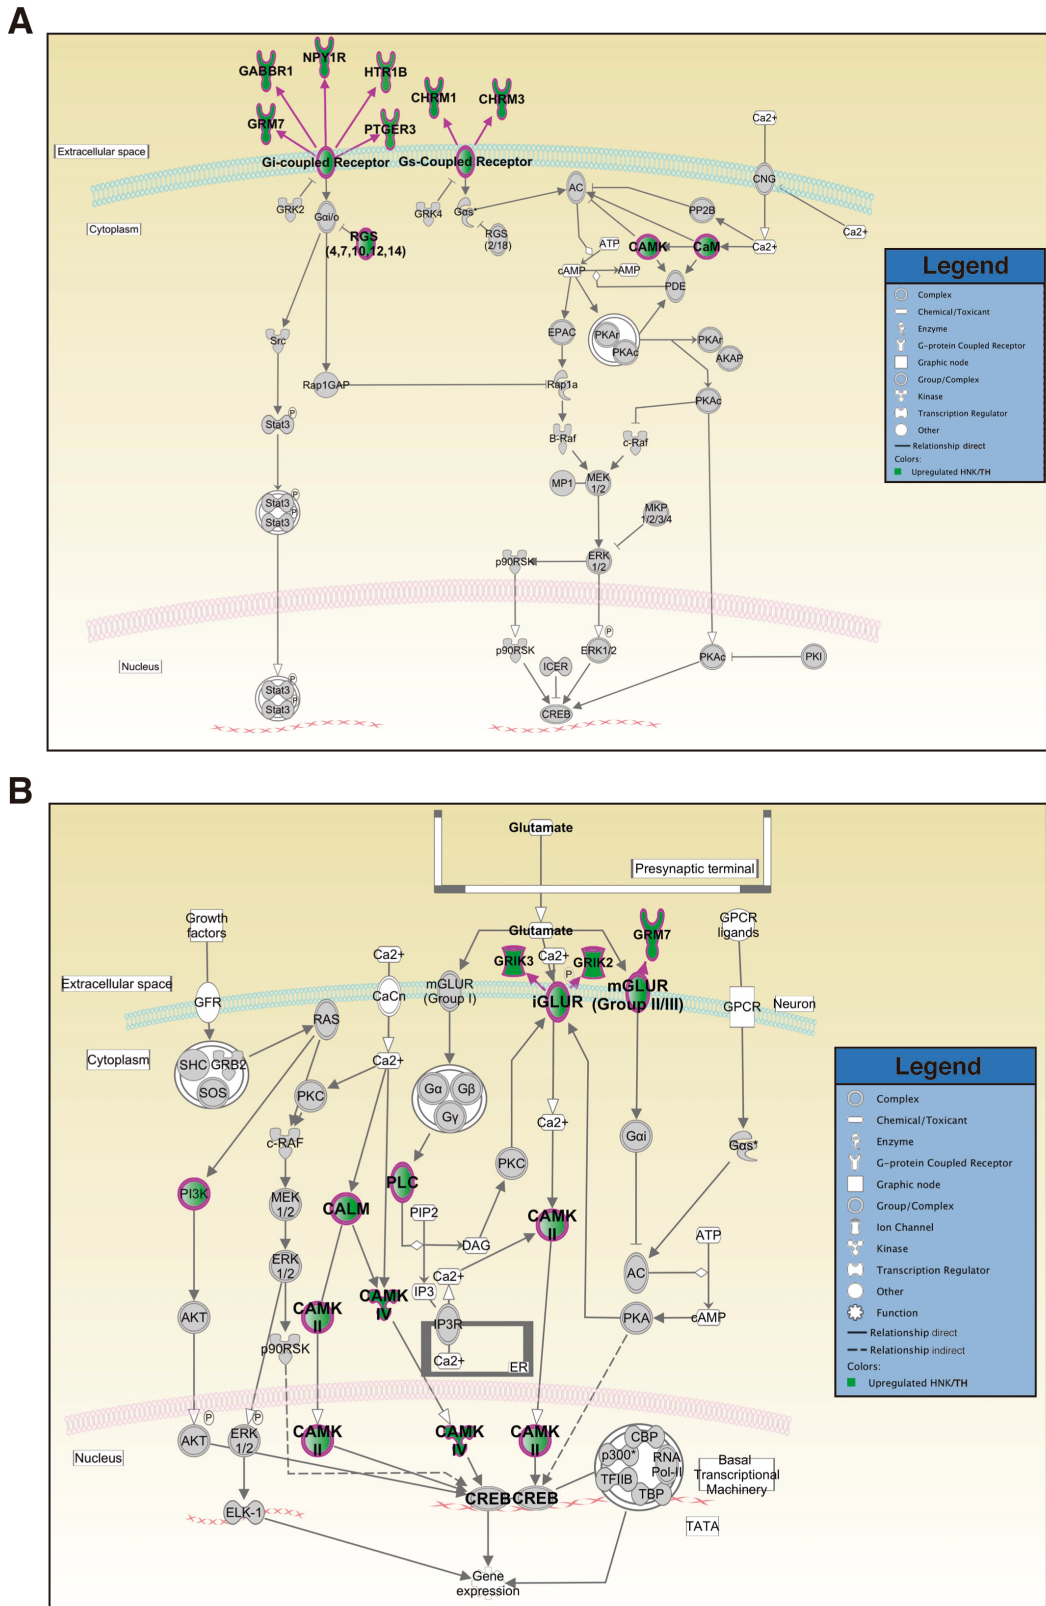 A
NPY1R
GABBR1
HTR1B
CHRM1
CHRM3
GRM7
PTGER3
Ca2+
Extracellular space
Gi-coupled Receptor
Gs-Coupled Receptor
CNG
AC
GRK2
Gαi/o
GRK4
Gαs*
PP2B
Cytoplasm
RGS
(4,7,10,12,14)
RGS
(2/18)
ATP
CAMK
CaM
Ca2+
Ca2+
cAMP
AMP
PDE
Legend
Complex
Chemical/Toxicant
Enzyme
G-protein Coupled Receptor
Graphic node
Group/Complex
Kinase
Transcription Regulator
Other
Relationship direct
Colors:
Upregulated HNK/TH
Src
EPAC
PKAr
PKAc
PKAr
AKAP
Rap1GAP
Rap1a
PKAc
Stat3
P
B-Raf
c-Raf
MP1
MEK
1/2
Stat3
P
Stat3
P
MKP
1/2/3/4
p90RSK
ERK
1/2
P
p90RSK
ERK1/2
Nucleus
ICER
PKAc
PKI
Stat3
P
Stat3
P
CREB
B
Glutamate
Presynaptic terminal
Growth
factors
Glutamate
GRM7
GPCR
ligands
Ca2+
Ca2+
GRIK3
P
GRIK2
Extracellular space
GFR
CaCn
mGLUR
(Group I)
iGLUR
mGLUR
(Group II/III)
GPCR
Neuron
RAS
Cytoplasm
SHC
GRB2
SOS
Ca2+
PKC
Gα
Gβ
Gγ
Ca2+
c-RAF
Gαi
Gαs*
PKC
PI3K
MEK
1/2
CALM
PLC
PIP2
CAMK
II
DAG
ATP
ERK
1/2
Ca2+
AC
IP3
CAMK
IV
AKT
CAMK
II
IP3R
PKA
cAMP
p90RSK
Ca2+
ER
Legend
Complex
Chemical/Toxicant
Enzyme
G-protein Coupled Receptor
Graphic node
Group/Complex
Ion Channel
Kinase
Transcription Regulator
Other
Function
Relationship direct
Relationship indirect
Colors:
Upregulated HNK/TH
P
P
AKT
ERK
1/2
CAMK
II
CAMK
IV
CAMK
II
Nucleus
CBP
p300*
RNA
Pol-II
TFIIB
TBP
Basal
Transcriptional
Machinery
CREB
CREB
ELK-1
TATA
Gene
expression